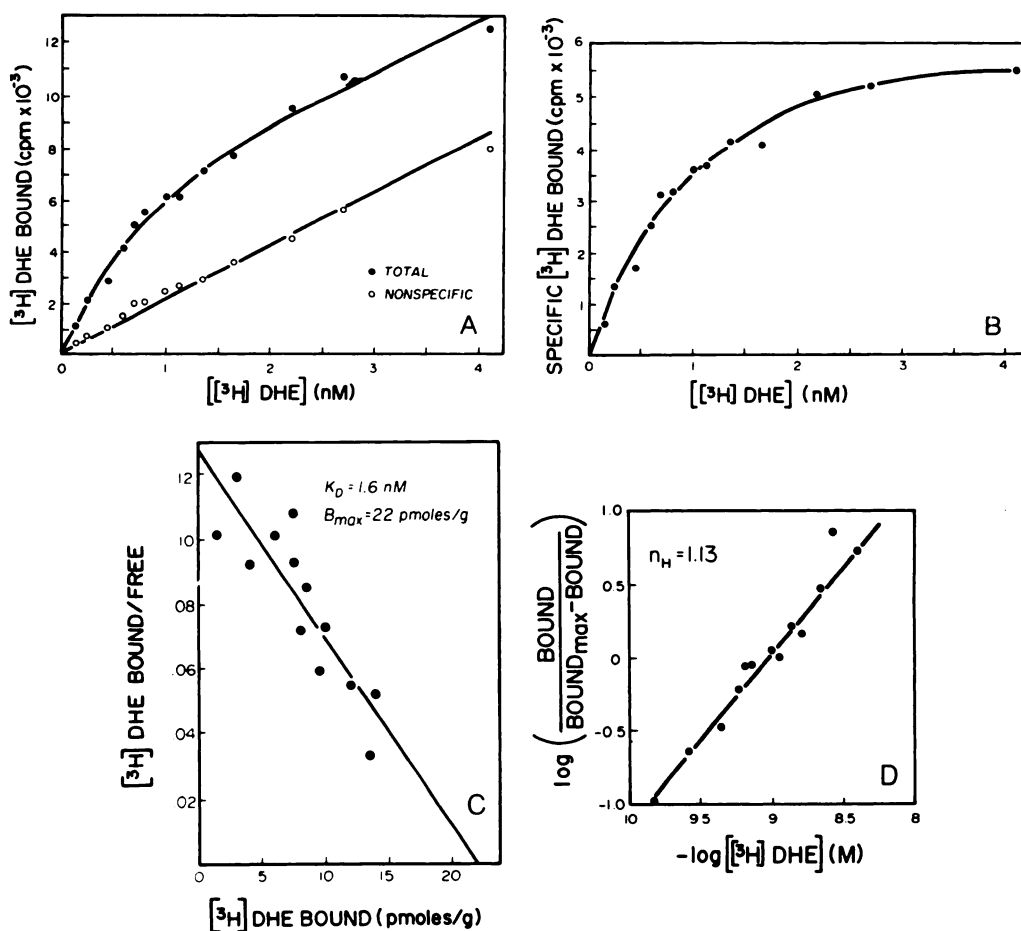 [³H] DHE BOUND (cpm x 10⁻³)
12
10
8
6
4
2
0
1
2
3
4
● TOTAL
○ NONSPECIFIC
A
[[³H] DHE] (nM)
SPECIFIC [³H] DHE BOUND (cpm x 10⁻³)
6
5
4
3
2
1
0
1
2
3
4
B
[[³H] DHE] (nM)
[³H] DHE BOUND/FREE
.12
.10
.08
.06
.04
.02
0
5
10
15
20
K_D = 1.6 nM
B_max = 22 pmoles/g
C
[³H] DHE BOUND (pmoles/g)
log (BOUND / BOUND_max-BOUND)
1.0
0.5
0
-0.5
-1.0
10
9.5
9
8.5
8
n_H = 1.13
D
-log [[³H] DHE] (M)